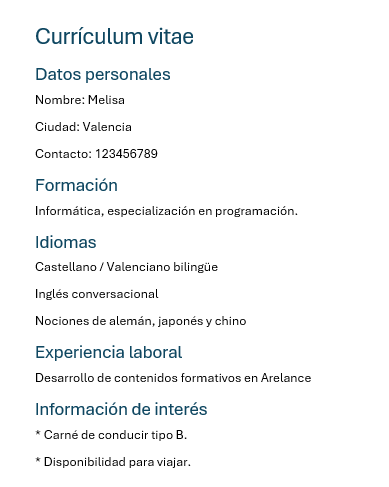 Currículum vitae
Datos personales
Nombre: Melisa
Ciudad: Valencia
Contacto: 123456789
Formación
Informática, especialización en programación.
Idiomas
Castellano / Valenciano bilingüe
Inglés conversacional
Nociones de alemán, japonés y chino
Experiencia laboral
Desarrollo de contenidos formativos en Arelance
Información de interés
* Carné de conducir tipo B.
* Disponibilidad para viajar.